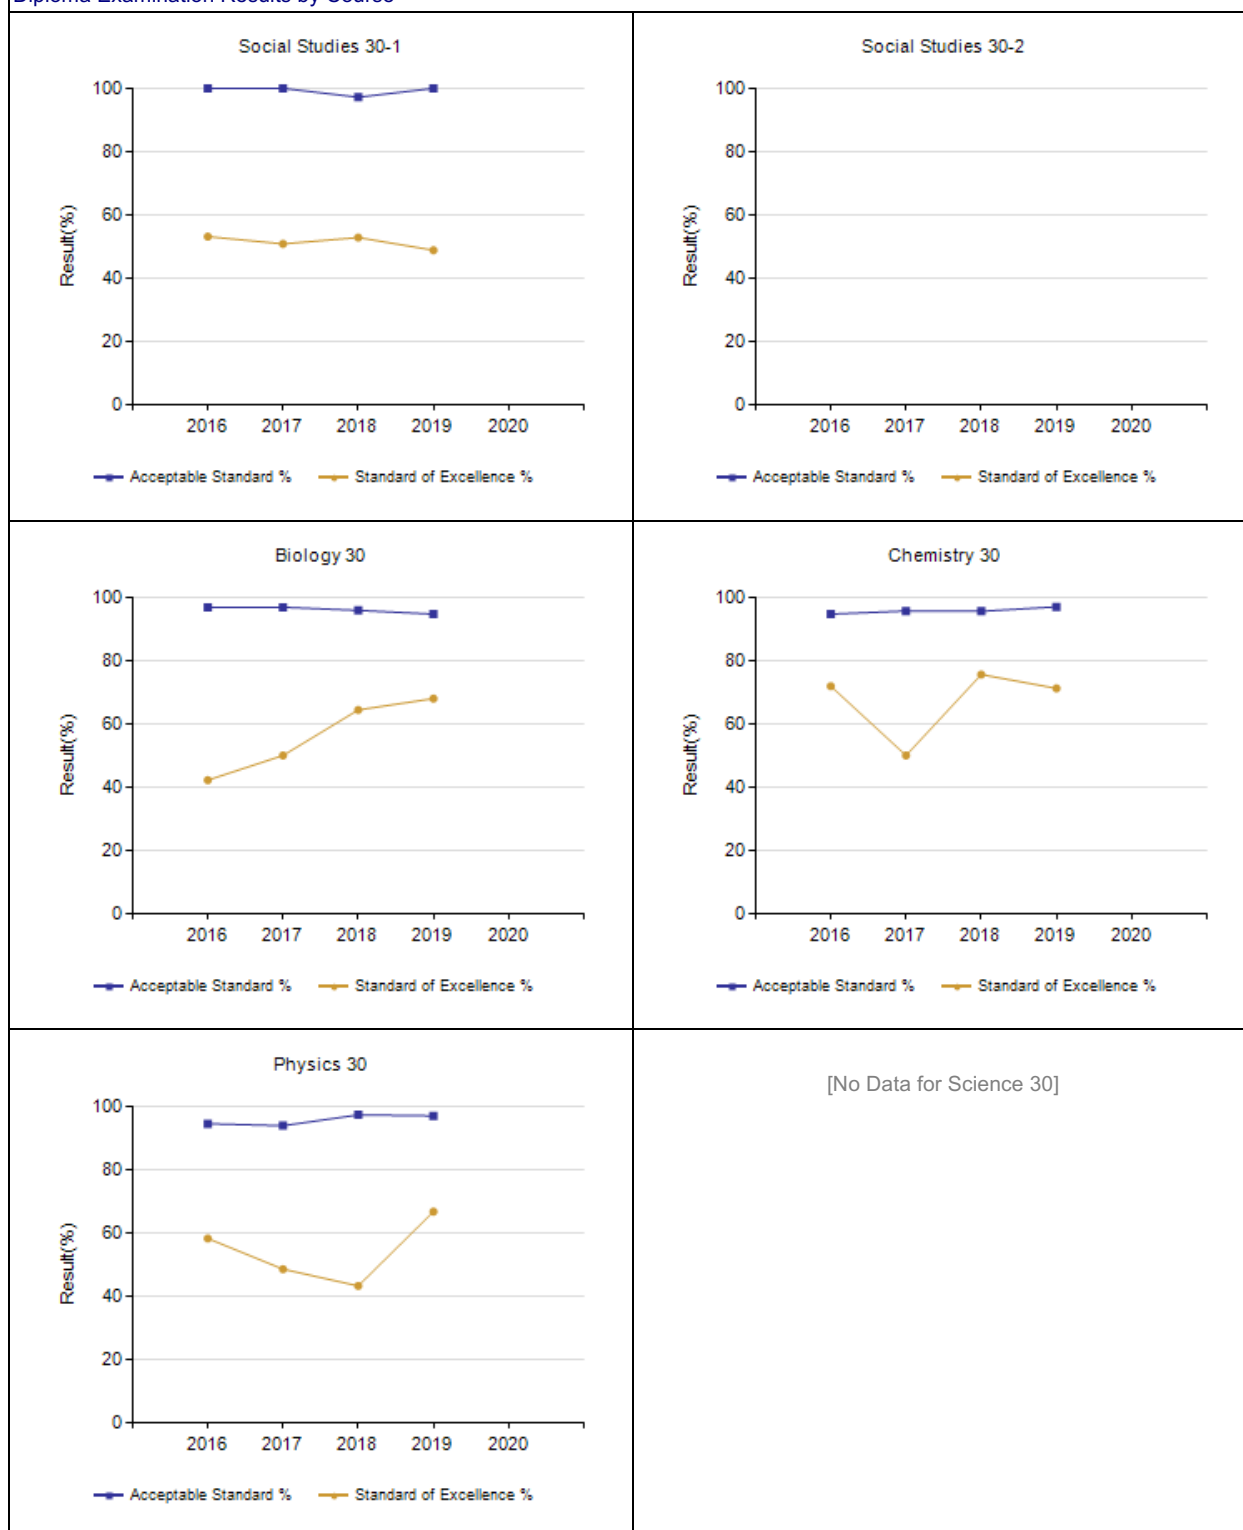 Diploma Examination Results by Course
Social Studies 30-1
100
80
60
40
20
0
Result(%)
2016 2017 2018 2019 2020
Acceptable Standard % Standard of Excellence %
Social Studies 30-2
100
80
60
40
20
0
Result(%)
2016 2017 2018 2019 2020
Acceptable Standard % Standard of Excellence %
Biology 30
100
80
60
40
20
0
Result(%)
2016 2017 2018 2019 2020
Acceptable Standard % Standard of Excellence %
Chemistry 30
100
80
60
40
20
0
Result(%)
2016 2017 2018 2019 2020
Acceptable Standard % Standard of Excellence %
Physics 30
100
80
60
40
20
0
Result(%)
2016 2017 2018 2019 2020
Acceptable Standard % Standard of Excellence %
[No Data for Science 30]